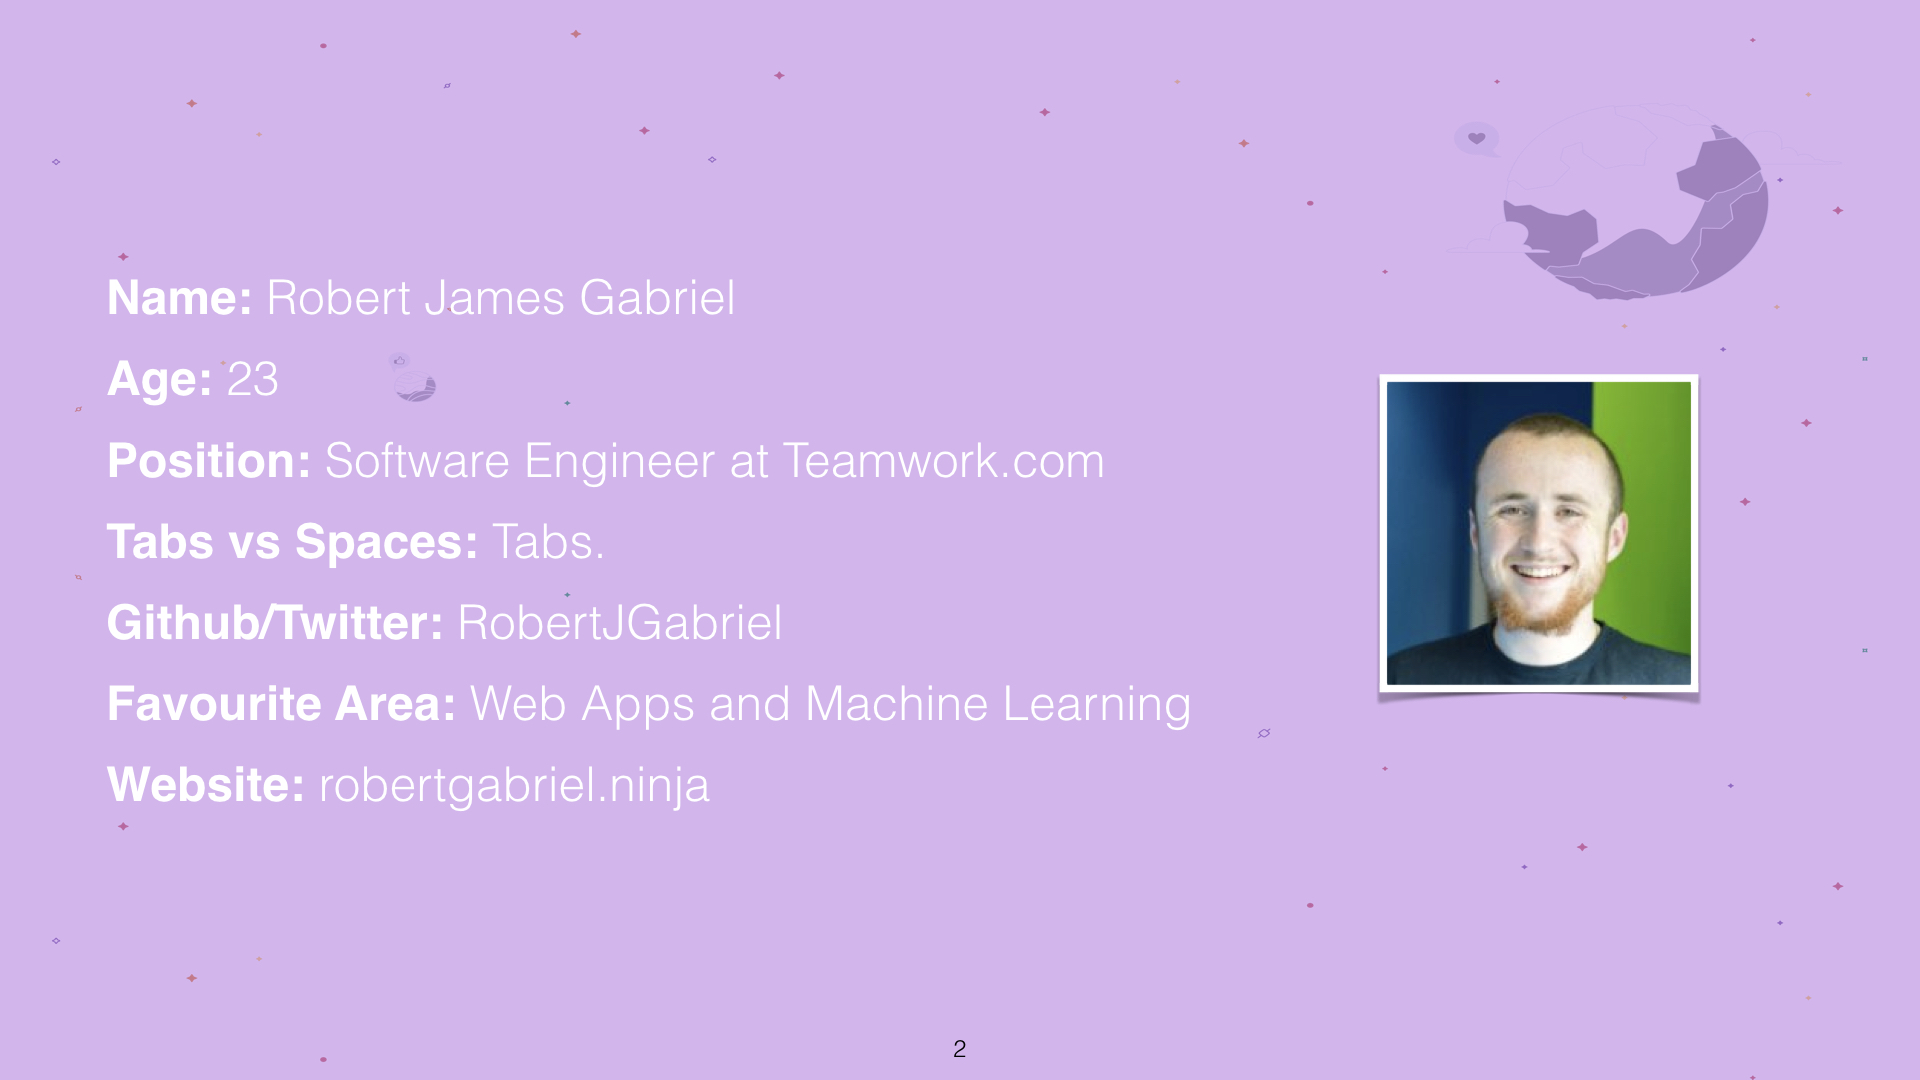 Name: Robert James Gabriel
Age: 23
Position: Software Engineer at Teamwork.com
Tabs vs Spaces: Tabs.
Github/Twitter: RobertJGabriel
Favourite Area: Web Apps and Machine Learning
Website: robertgabriel.ninja
2